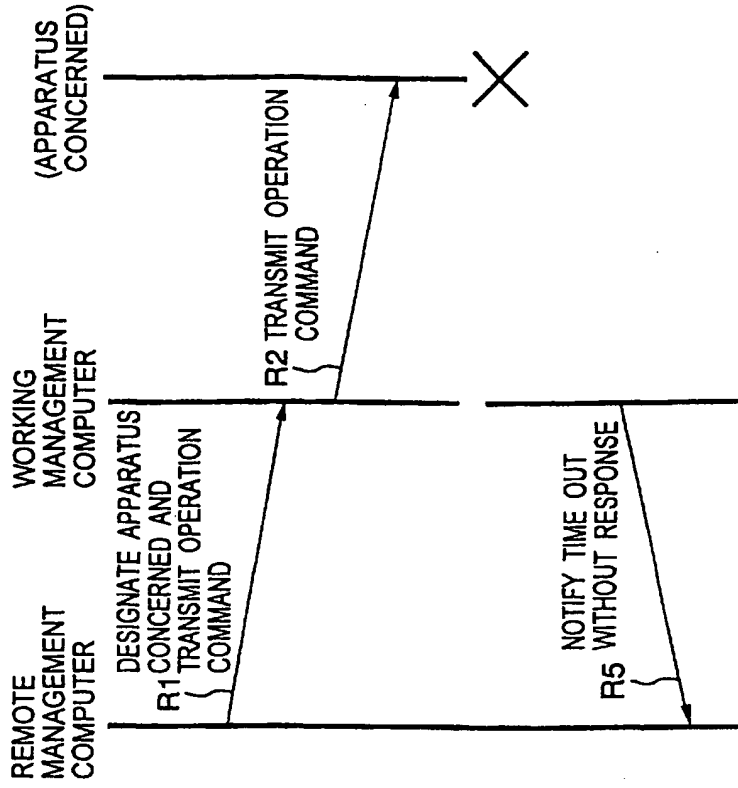 REMOTE
MANAGEMENT
COMPUTER
WORKING
MANAGEMENT
COMPUTER
(APPARATUS
CONCERNED)
DESIGNATE APPARATUS
CONCERNED AND
TRANSMIT OPERATION
COMMAND
R1
R2 TRANSMIT OPERATION
COMMAND
NOTIFY TIME OUT
WITHOUT RESPONSE
R5